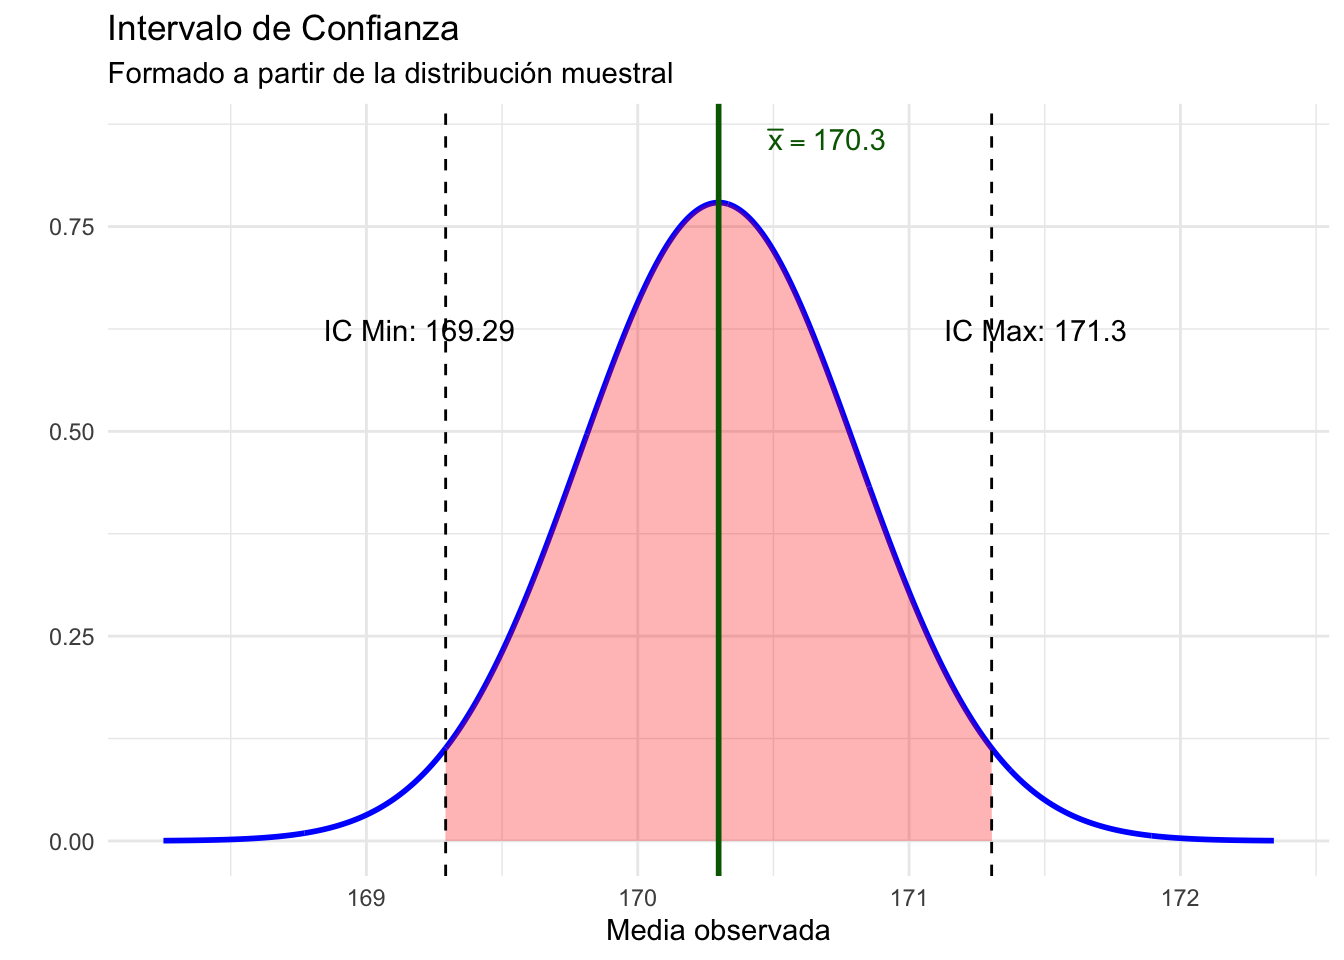 Intervalo de Confianza
Formado a partir de la distribución muestral
x̅ = 170.3
0.75
IC Min: 169.29
IC Max: 171.3
0.50
0.25
0.00
169
170
171
172
Media observada